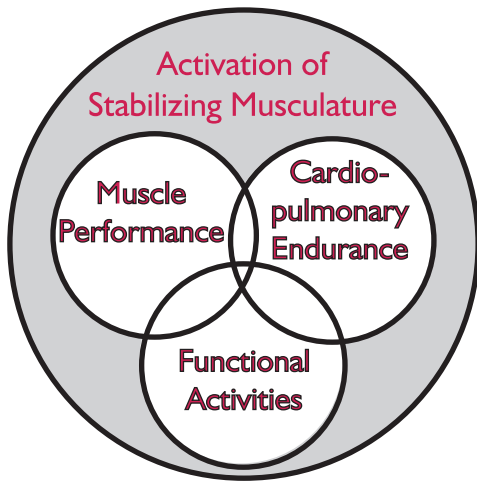 Activation of
Stabilizing Musculature
Muscle
Performance
Cardio-
pulmonary
Endurance
Functional
Activities